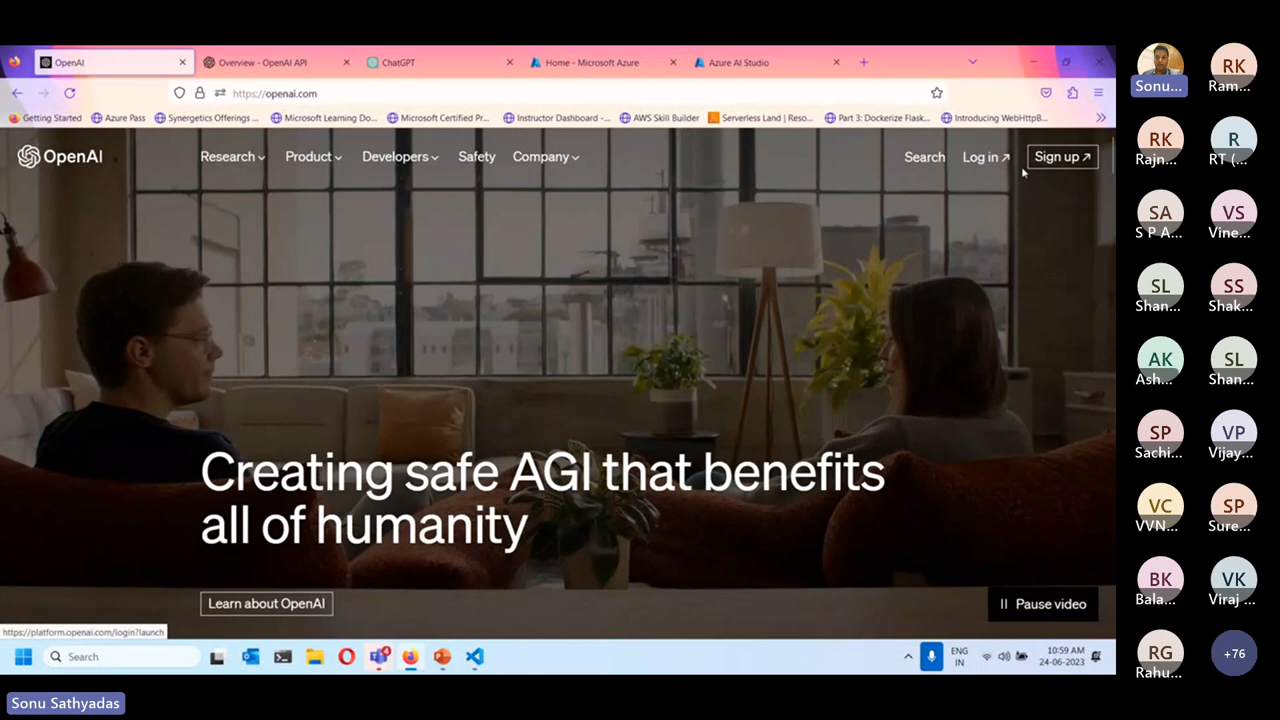 OpenAI
Overview - OpenAI API
ChatGPT
Home - Microsoft Azure
Azure AI Studio
https://openai.com
Getting Started
Azure Pass
Synergetics Offerings ...
Microsoft Learning Do...
Microsoft Certified Pr...
Instructor Dashboard -...
AWS Skill Builder
Serverless Land | Reso...
Part 3: Dockerize Flask...
Introducing WebHttpB...
OpenAI
Research
Product
Developers
Safety
Company
Search
Log in ↗
Sign up ↗
Creating safe AGI that benefits
all of humanity
Learn about OpenAI
Pause video
https://platform.openai.com/login?launch
Search
4
ENG
IN
10:59 AM
24-06-2023
Sonu Sathyadas
Sonu...
RK
Ram...
RK
Rajn...
R
RT (...
SA
S P A...
VS
Vine...
SL
Shan...
SS
Shak...
AK
Ash...
SL
Shan...
SP
Sachi...
VP
Vijay...
VC
VVN...
SP
Sure...
BK
Bala...
VK
Viraj ...
RG
Rahu...
+76